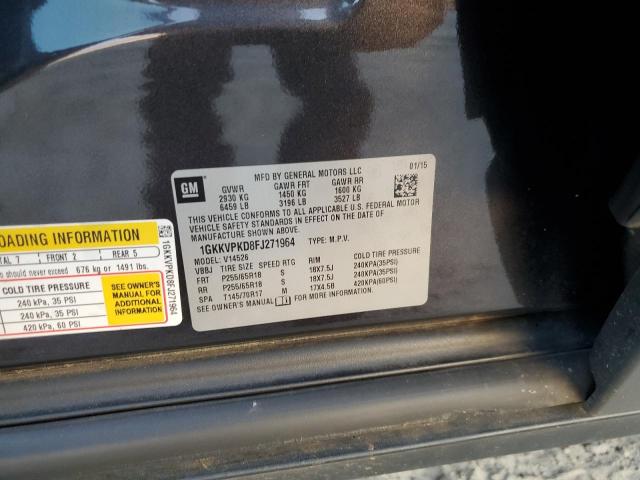 GM
MFD BY GENERAL MOTORS LLC
01/15
GVWR GAWR FRT GAWR RR
2930 KG 1450 KG 1600 KG
6459 LB 3196 LB 3527 LB
THIS VEHICLE CONFORMS TO ALL APPLICABLE U.S. FEDERAL MOTOR
VEHICLE SAFETY STANDARDS IN EFFECT ON THE DATE OF
MANUFACTURE SHOWN ABOVE.
1GKKVPKD8FJ271964 TYPE: M.P.V.
MODEL: V14526
VBBJ TIRE SIZE SPEED RTG RIM COLD TIRE PRESSURE
FRT P255/65R18 S 18X7.5J 240KPA(35PSI)
RR P255/65R18 S 18X7.5J 240KPA(35PSI)
SPA T145/70R17 M 17X4.5B 420KPA(60PSI)
SEE OWNER'S MANUAL FOR MORE INFORMATION.
LOADING INFORMATION
TOTAL 7 FRONT 2 REAR 5
should never exceed 676 kg or 1491 lbs.
COLD TIRE PRESSURE
240 kPa, 35 PSI
240 kPa, 35 PSI
420 kPa, 60 PSI
SEE OWNER'S
MANUAL FOR
ADDITIONAL
INFORMATION
1GKKVPKD8FJ271964